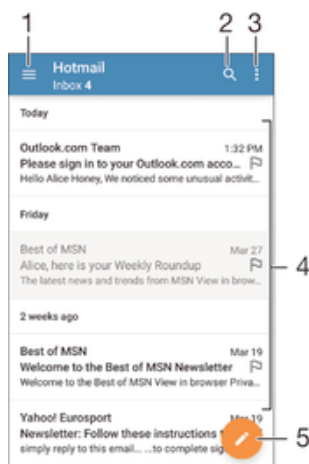 1 2 3
Hotmail
Inbox 4
Today
Outlook.com Team 1:32 PM
Please sign in to your Outlook.com acco...
Hello Alice Honey, We noticed some unusual activit...
Friday
Best of MSN Mar 27
Alice, here is your Weekly Roundup
The latest news and trends from MSN View in brow...
4
2 weeks ago
Best of MSN Mar 19
Welcome to the Best of MSN Newsletter
Welcome to the Best of MSN View in browser Priva...
Yahoo! Eurosport Mar 19
Newsletter: Follow these instructions
5
simply reply to this email... ...to complete